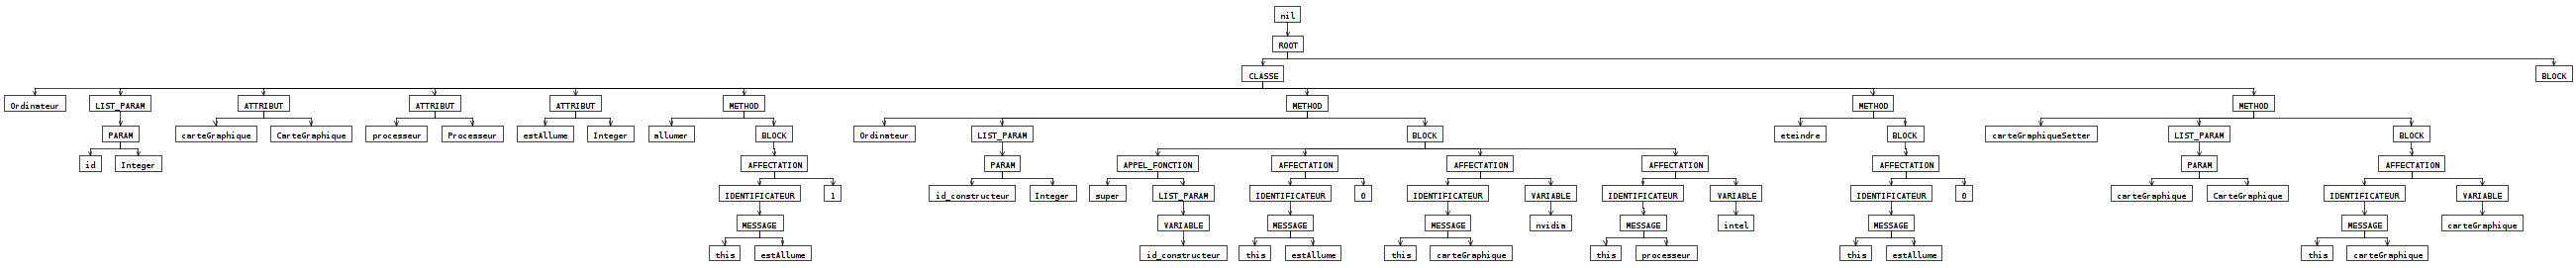 nil
ROOT
CLASSE BLOCK
Ordinateur LIST_PARAM ATTRIBUT ATTRIBUT ATTRIBUT METHOD METHOD METHOD METHOD
PARAM carteGraphique CarteGraphique processeur Processeur estAllume Integer allumer BLOCK Ordinateur LIST_PARAM BLOCK eteindre BLOCK carteGraphiqueSetter LIST_PARAM BLOCK
id Integer AFFECTATION PARAM APPEL_FONCTION AFFECTATION AFFECTATION AFFECTATION AFFECTATION PARAM AFFECTATION
IDENTIFICATEUR 1 id_constructeur Integer super LIST_PARAM IDENTIFICATEUR 0 IDENTIFICATEUR VARIABLE IDENTIFICATEUR VARIABLE IDENTIFICATEUR 0 carteGraphique CarteGraphique IDENTIFICATEUR VARIABLE
MESSAGE VARIABLE MESSAGE MESSAGE nvidia MESSAGE intel MESSAGE MESSAGE carteGraphique
this estAllume id_constructeur this estAllume this carteGraphique this processeur this estAllume this carteGraphique